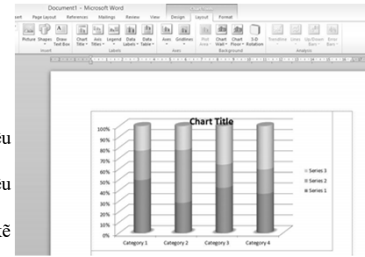 Document1 - Microsoft Word
Page Layout References Mailings Review View Design Layout Format
Picture Shapes Draw Text Box Chart Title Axis Titles Legend Data Labels Data Table Axes Gridlines Plot Area Chart Wall Chart Floor 3-D Rotation Trendline Lines Up/Down Bars Error Bars
Insert Labels Axes Background Analysis
Chart Title
100%
90%
80%
70%
60%
50%
40%
30%
20%
10%
0%
Category 1 Category 2 Category 3 Category 4
Series 3
Series 2
Series 1